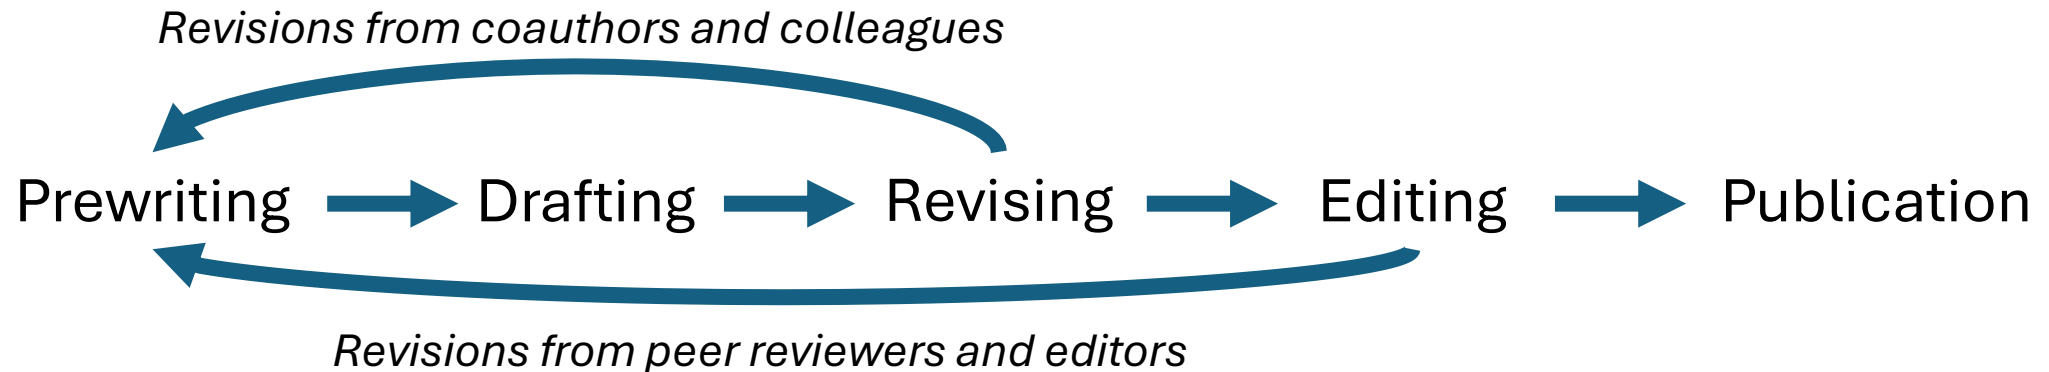 Revisions from coauthors and colleagues
Prewriting Drafting Revising Editing Publication
Revisions from peer reviewers and editors